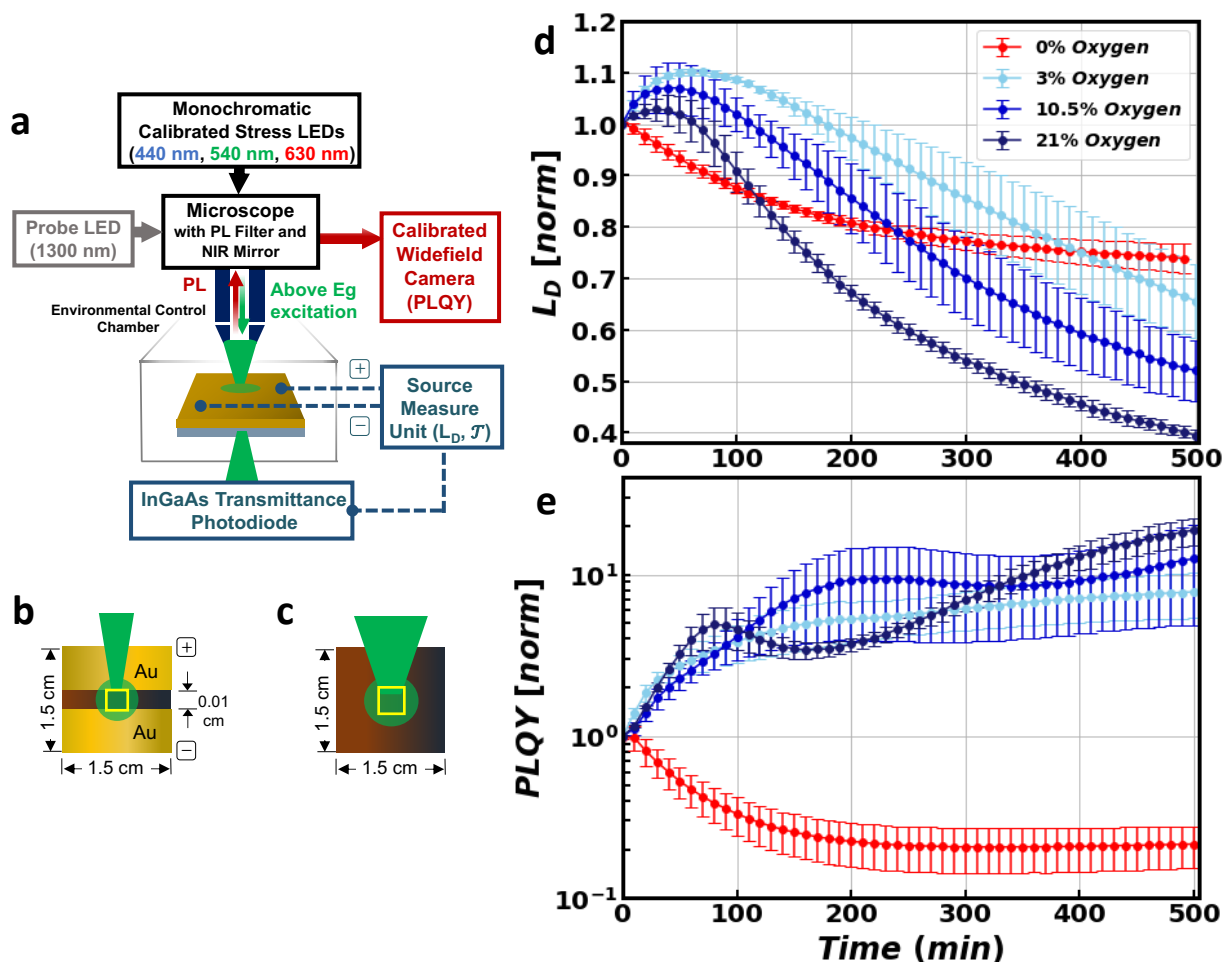 a
Monochromatic
Calibrated Stress LEDs
(440 nm, 540 nm, 630 nm)
Probe LED
(1300 nm)
Microscope
with PL Filter and
NIR Mirror
Calibrated
Widefield
Camera
(PLQY)
PL
Above Eg
excitation
Environmental Control
Chamber
+
−
Source
Measure
Unit (L_D, 𝒯)
InGaAs Transmittance
Photodiode
b
Au
Au
+
−
1.5 cm
0.01
cm
1.5 cm
c
1.5 cm
1.5 cm
d
L_D [norm]
1.2
1.1
1.0
0.9
0.8
0.7
0.6
0.5
0.4
0 100 200 300 400 500
0% Oxygen
3% Oxygen
10.5% Oxygen
21% Oxygen
e
PLQY [norm]
10¹
10⁰
10⁻¹
0 100 200 300 400 500
Time (min)